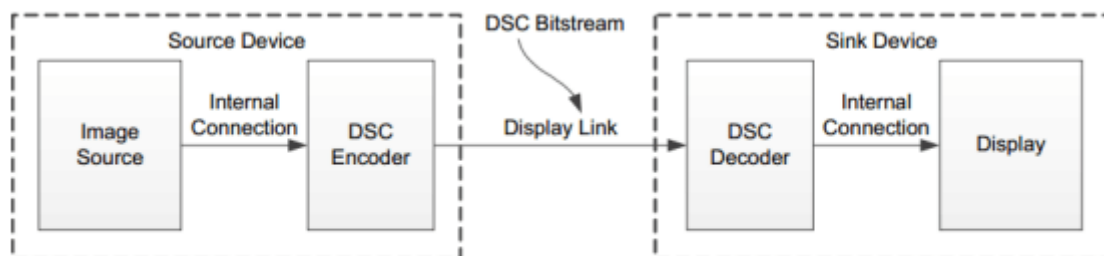 Source Device
DSC Bitstream
Sink Device
Image
Source
Internal
Connection
DSC
Encoder
Display Link
DSC
Decoder
Internal
Connection
Display